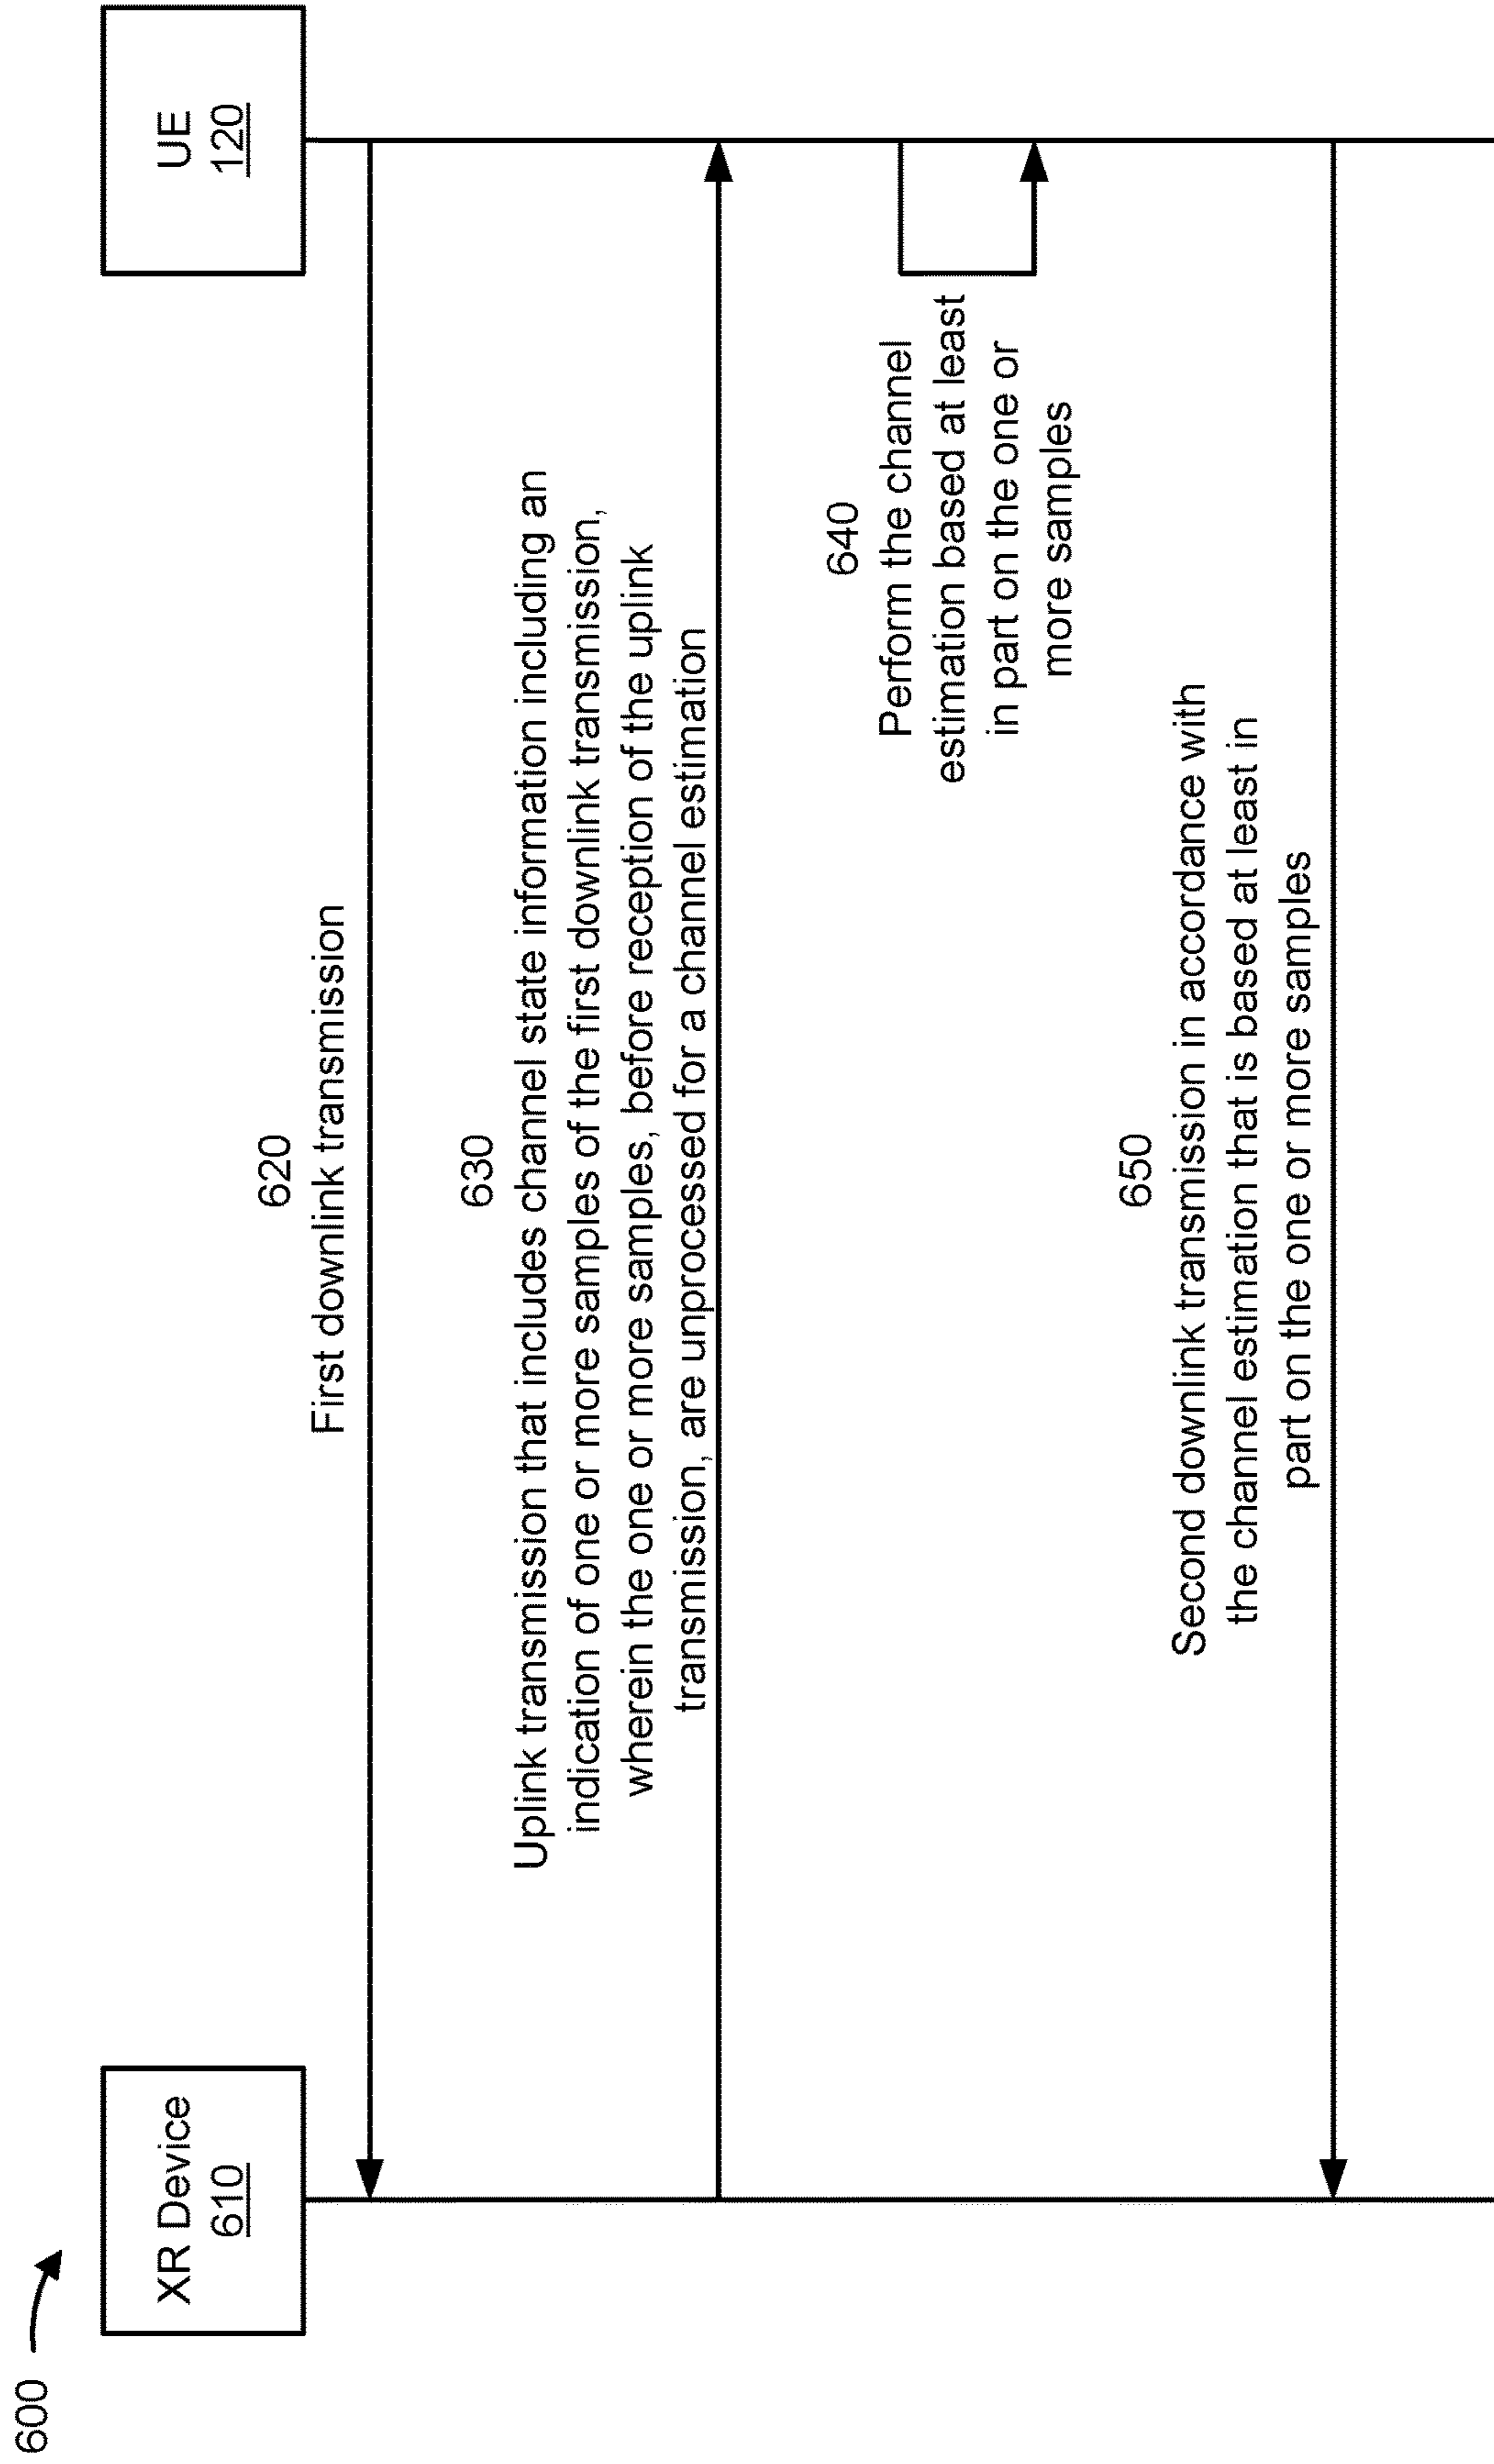 600
XR Device
610
UE
120
620
First downlink transmission
630
Uplink transmission that includes channel state information including an
indication of one or more samples of the first downlink transmission,
wherein the one or more samples, before reception of the uplink
transmission, are unprocessed for a channel estimation
640
Perform the channel
estimation based at least
in part on the one or
more samples
650
Second downlink transmission in accordance with
the channel estimation that is based at least in
part on the one or more samples